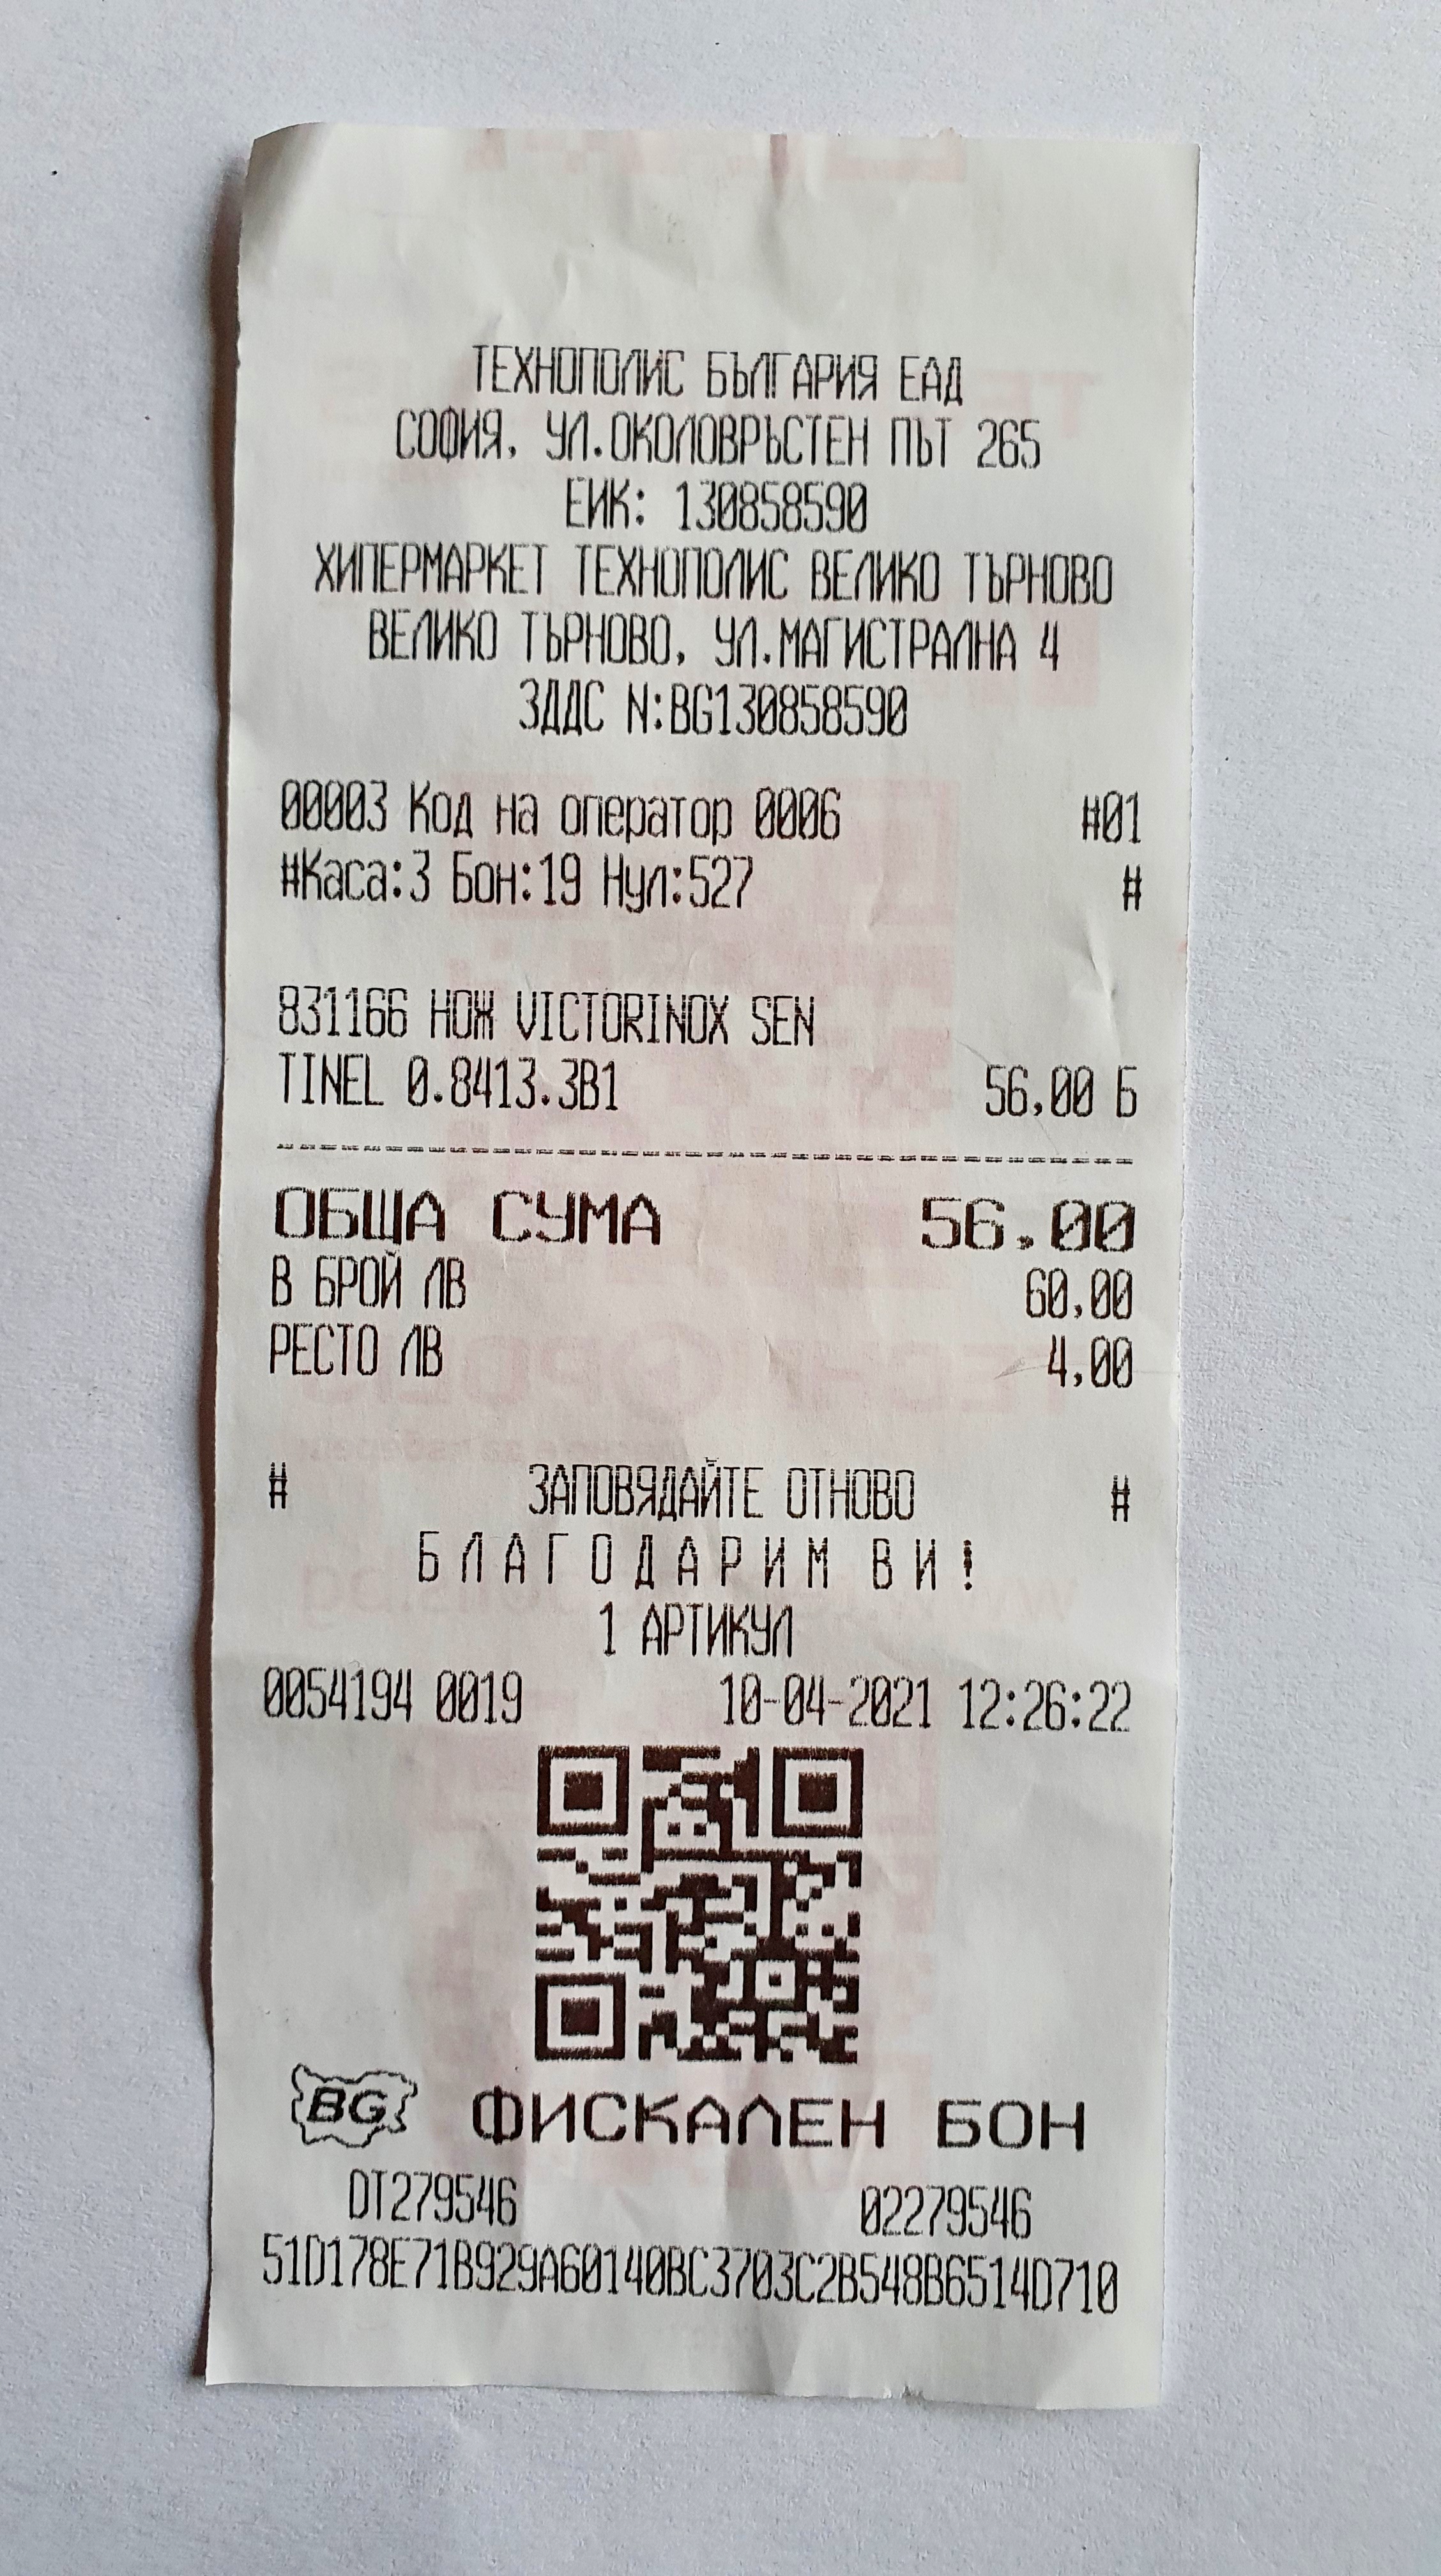 ТЕХНОПОЛИС БЪЛГАРИЯ ЕАД
СОФИЯ, УЛ.ОКОЛОВРЪСТЕН ПЪТ 265
ЕИК: 130858590
ХИПЕРМАРКЕТ ТЕХНОПОЛИС ВЕЛИКО ТЪРНОВО
ВЕЛИКО ТЪРНОВО, УЛ.МАГИСТРАЛНА 4
ЗДДС N:BG130858590
00003 Код на оператор 0006 #01
#Каса:3 Бон:19 Нул:527 #
831166 НОЖ VICTORINOX SEN
TINEL 0.8413.3B1 56,00 Б
ОБЩА СУМА 56.00
В БРОЙ ЛВ 60,00
РЕСТО ЛВ 4,00
# ЗАПОВЯДАЙТЕ ОТНОВО #
Б Л А Г О Д А Р И М В И !
1 АРТИКУЛ
0054194 0019 10-04-2021 12:26:22
BG ФИСКАЛЕН БОН
DT279546 02279546
51D178E71B929A60140BC3703C2B548B6514D710